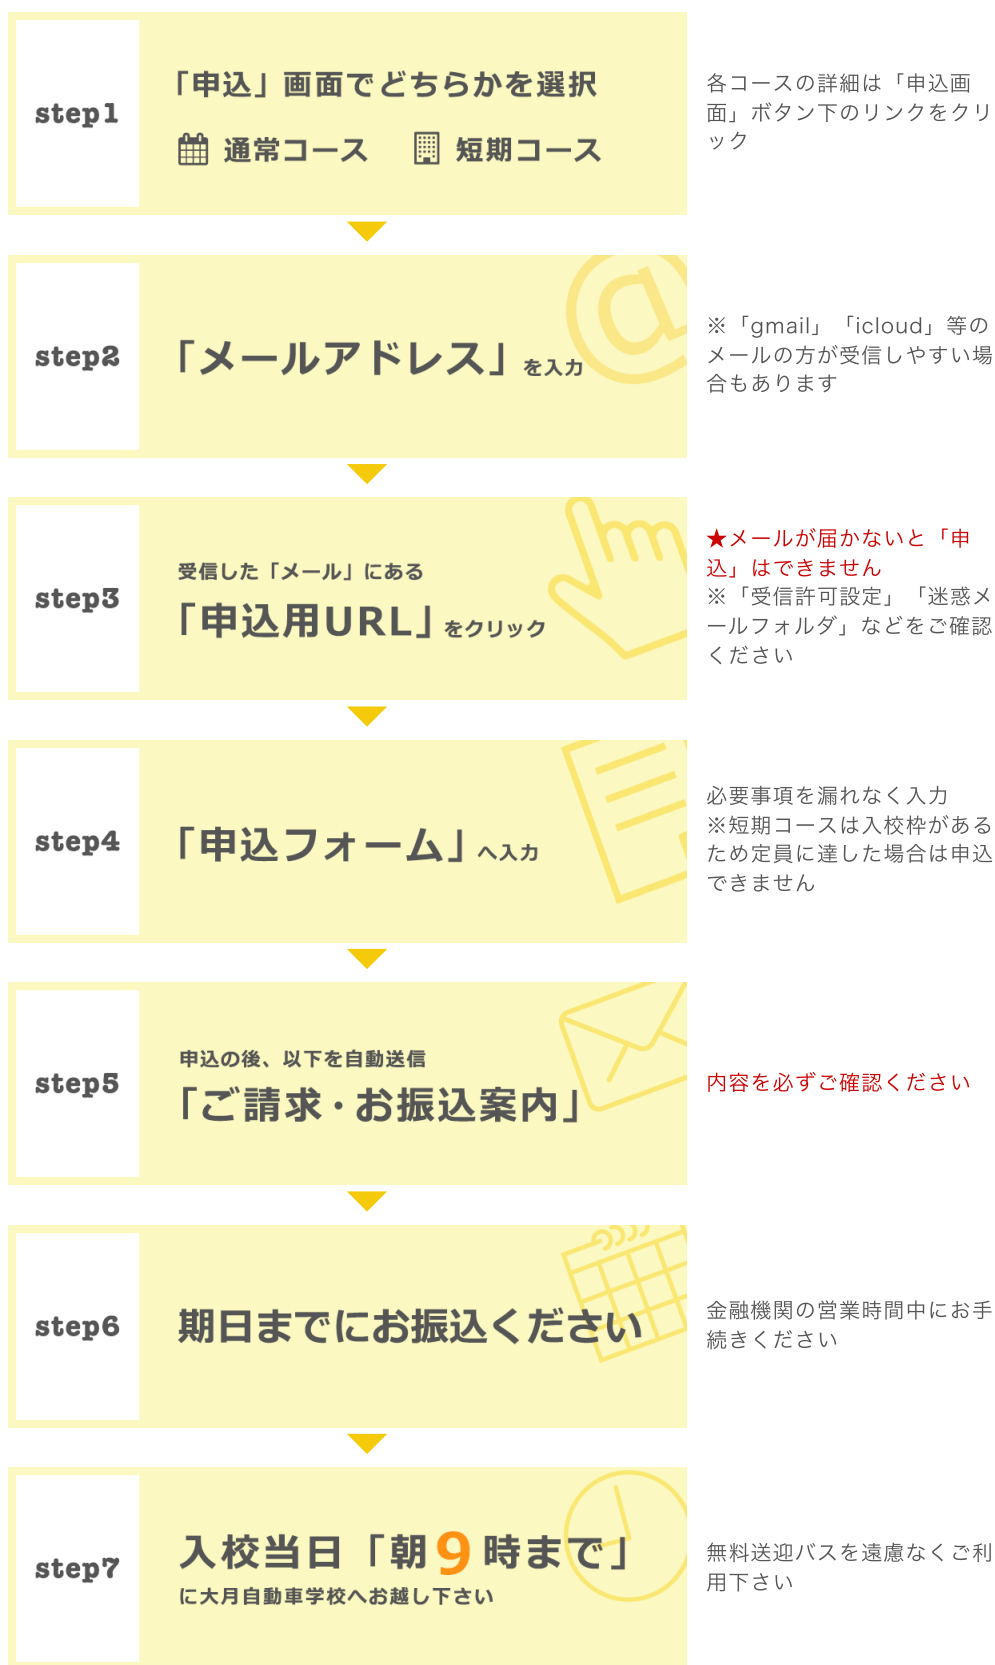 step1
「申込」画面でどちらかを選択
通常コース 短期コース
各コースの詳細は「申込画
面」ボタン下のリンクをクリ
ック
step2
「メールアドレス」を入力
※「gmail」「icloud」等の
メールの方が受信しやすい場
合もあります
step3
受信した「メール」にある
「申込用URL」をクリック
★メールが届かないと「申
込」はできません
※「受信許可設定」「迷惑メ
ールフォルダ」などをご確認
ください
step4
「申込フォーム」へ入力
必要事項を漏れなく入力
※短期コースは入校枠がある
ため定員に達した場合は申込
できません
step5
申込の後、以下を自動送信
「ご請求・お振込案内」
内容を必ずご確認ください
step6
期日までにお振込ください
金融機関の営業時間中にお手
続きください
step7
入校当日「朝9時まで」
に大月自動車学校へお越し下さい
無料送迎バスを遠慮なくご利
用下さい